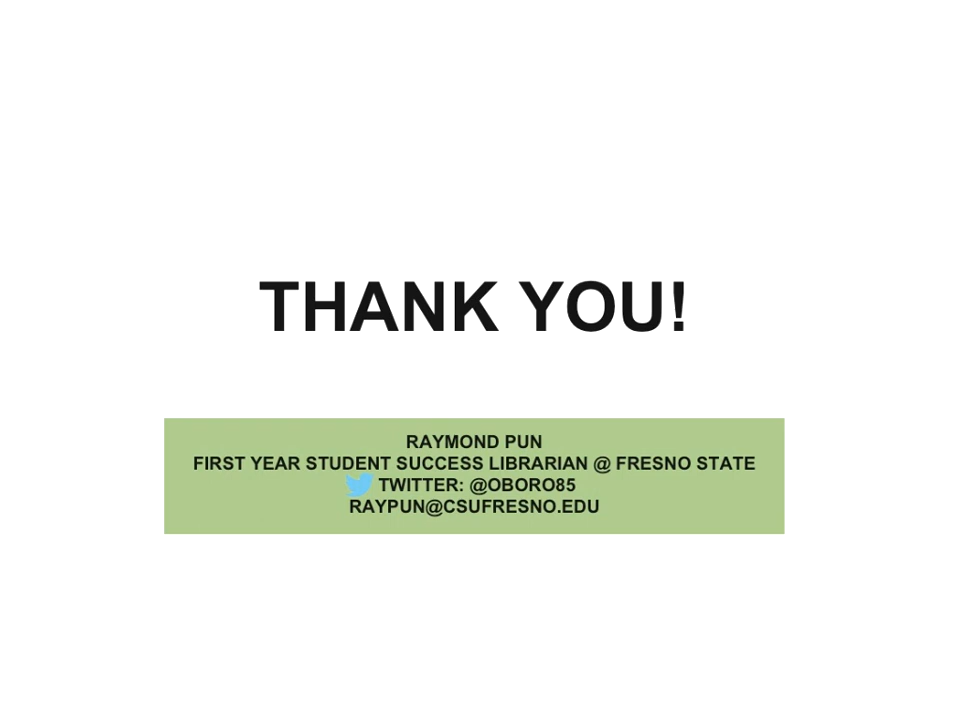 THANK YOU!
RAYMOND PUN
FIRST YEAR STUDENT SUCCESS LIBRARIAN @ FRESNO STATE
TWITTER: @OBORO85
RAYPUN@CSUFRESNO.EDU